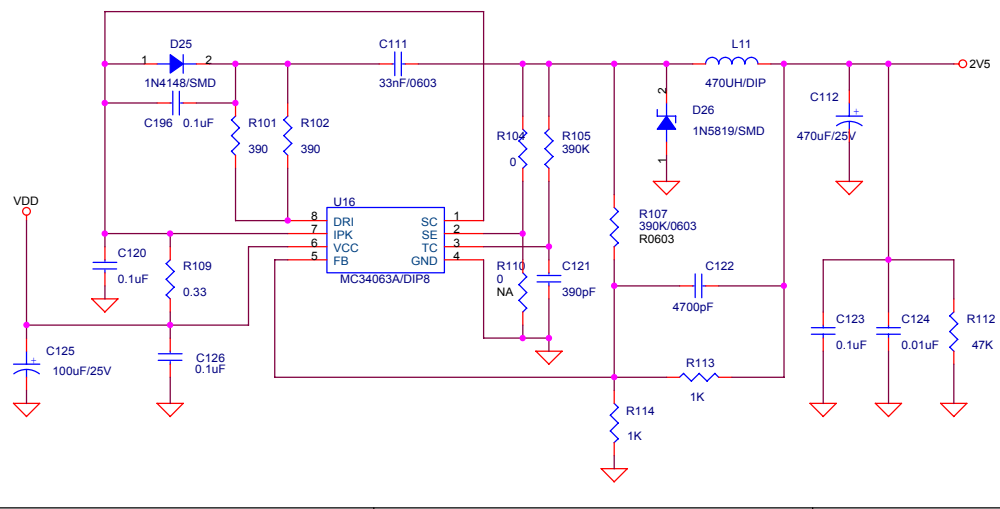 D25
1
2
1N4148/SMD
C196
0.1uF
C111
33nF/0603
R101
390
R102
390
R104
0
R105
390K
L11
470UH/DIP
2V5
2
D26
1N5819/SMD
1
C112
+
470uF/25V
VDD
U16
8 DRI
7 IPK
6 VCC
5 FB
SC 1
SE 2
TC 3
GND 4
MC34063A/DIP8
R107
390K/0603
R0603
C120
0.1uF
R109
0.33
R110
0
NA
C121
390pF
C122
4700pF
C123
0.1uF
C124
0.01uF
R112
47K
C125
+
100uF/25V
C126
0.1uF
R113
1K
R114
1K